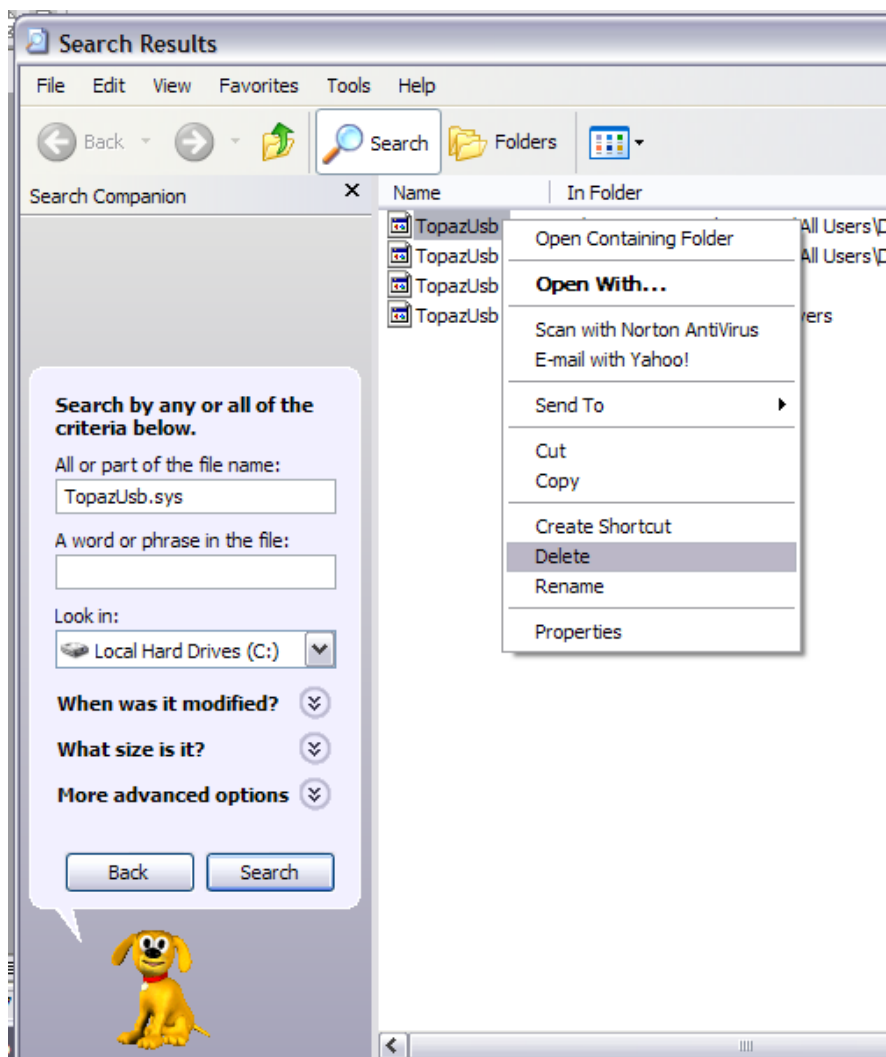 Search Results
File Edit View Favorites Tools Help
Back Search Folders
Search Companion
Name In Folder
TopazUsb All Users\D
TopazUsb All Users\D
TopazUsb
TopazUsb vers
Open Containing Folder
Open With...
Scan with Norton AntiVirus
E-mail with Yahoo!
Send To
Cut
Copy
Create Shortcut
Delete
Rename
Properties
Search by any or all of the
criteria below.
All or part of the file name:
TopazUsb.sys
A word or phrase in the file:
Look in:
Local Hard Drives (C:)
When was it modified?
What size is it?
More advanced options
Back Search